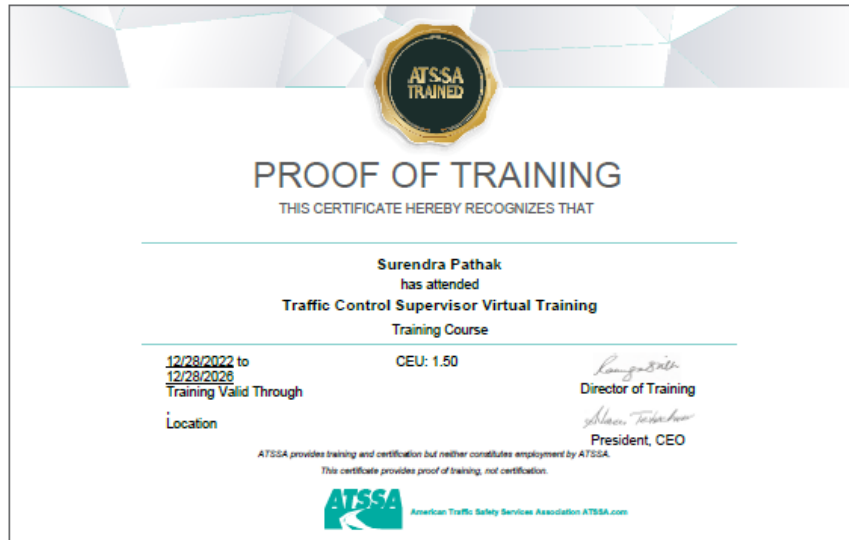 ATSSA
TRAINED
PROOF OF TRAINING
THIS CERTIFICATE HEREBY RECOGNIZES THAT
Surendra Pathak
has attended
Traffic Control Supervisor Virtual Training
Training Course
12/28/2022 to
12/28/2026
Training Valid Through
CEU: 1.50
Director of Training
.
Location
President, CEO
ATSSA provides training and certification but neither constitutes employment by ATSSA.
This certificate provides proof of training, not certification.
ATSSA
American Traffic Safety Services Association ATSSA.com